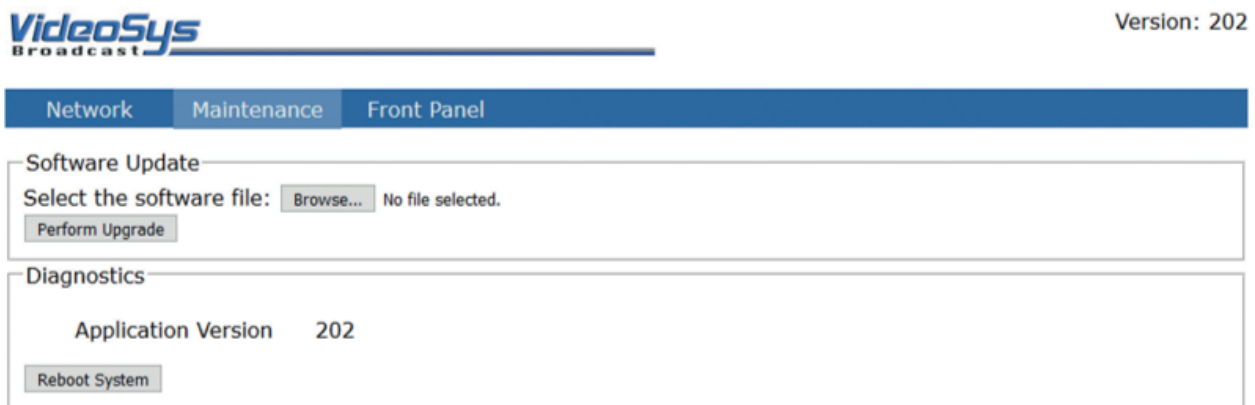 VideoSys
Broadcast
Version: 202
Network Maintenance Front Panel
Software Update
Select the software file: Browse... No file selected.
Perform Upgrade
Diagnostics
Application Version 202
Reboot System